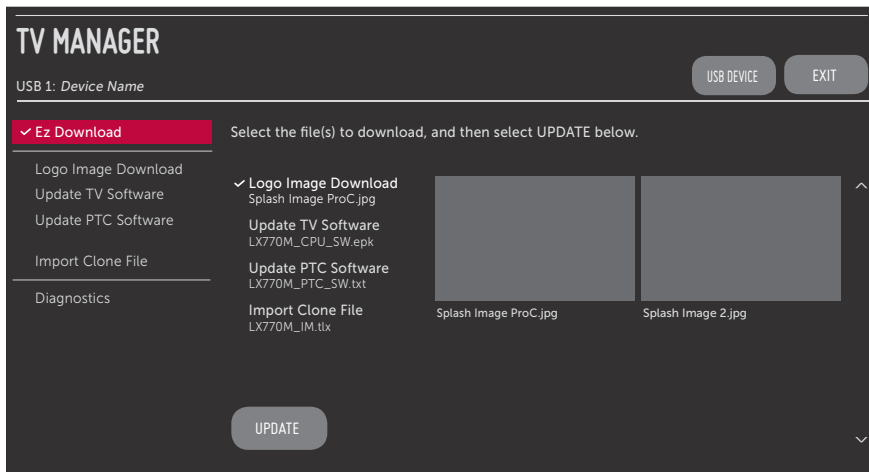 TV MANAGER
USB 1: Device Name
USB DEVICE
EXIT
Ez Download
Logo Image Download
Update TV Software
Update PTC Software
Import Clone File
Diagnostics
Select the file(s) to download, and then select UPDATE below.
Logo Image Download
Splash Image ProC.jpg
Update TV Software
LX770M_CPU_SW.epk
Update PTC Software
LX770M_PTC_SW.txt
Import Clone File
LX770M_IM.tlx
Splash Image ProC.jpg
Splash Image 2.jpg
UPDATE